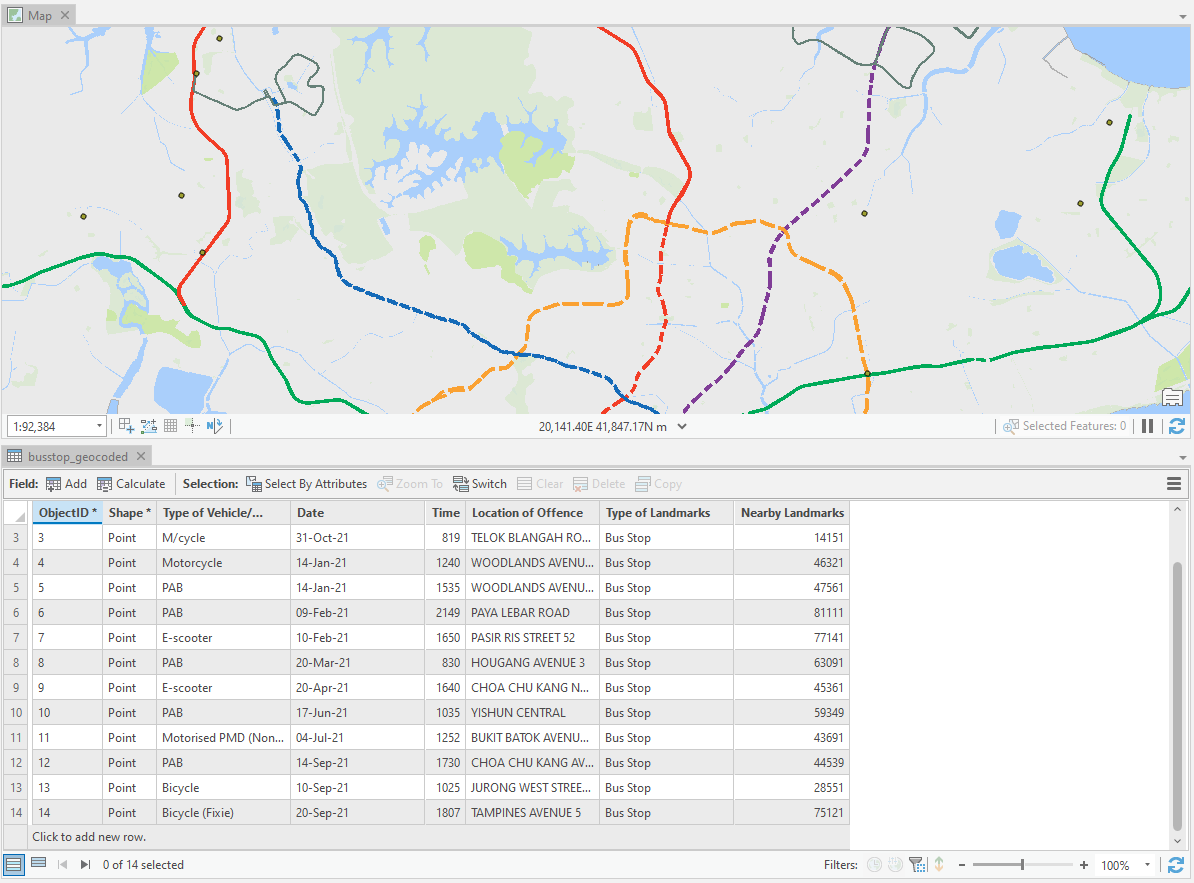 Map
1:92,384
20,141.40E 41,847.17N m
Selected Features: 0
busstop_geocoded
Field: Add Calculate Selection: Select By Attributes Zoom To Switch Clear Delete Copy
ObjectID * Shape * Type of Vehicle/... Date Time Location of Offence Type of Landmarks Nearby Landmarks
3 3 Point M/cycle 31-Oct-21 819 TELOK BLANGAH RO... Bus Stop 14151
4 4 Point Motorcycle 14-Jan-21 1240 WOODLANDS AVENU... Bus Stop 46321
5 5 Point PAB 14-Jan-21 1535 WOODLANDS AVENU... Bus Stop 47561
6 6 Point PAB 09-Feb-21 2149 PAYA LEBAR ROAD Bus Stop 81111
7 7 Point E-scooter 10-Feb-21 1650 PASIR RIS STREET 52 Bus Stop 77141
8 8 Point PAB 20-Mar-21 830 HOUGANG AVENUE 3 Bus Stop 63091
9 9 Point E-scooter 20-Apr-21 1640 CHOA CHU KANG N... Bus Stop 45361
10 10 Point PAB 17-Jun-21 1035 YISHUN CENTRAL Bus Stop 59349
11 11 Point Motorised PMD (Non... 04-Jul-21 1252 BUKIT BATOK AVENU... Bus Stop 43691
12 12 Point PAB 14-Sep-21 1730 CHOA CHU KANG AV... Bus Stop 44539
13 13 Point Bicycle 10-Sep-21 1025 JURONG WEST STREE... Bus Stop 28551
14 14 Point Bicycle (Fixie) 20-Sep-21 1807 TAMPINES AVENUE 5 Bus Stop 75121
Click to add new row.
0 of 14 selected
Filters:
- + 100%